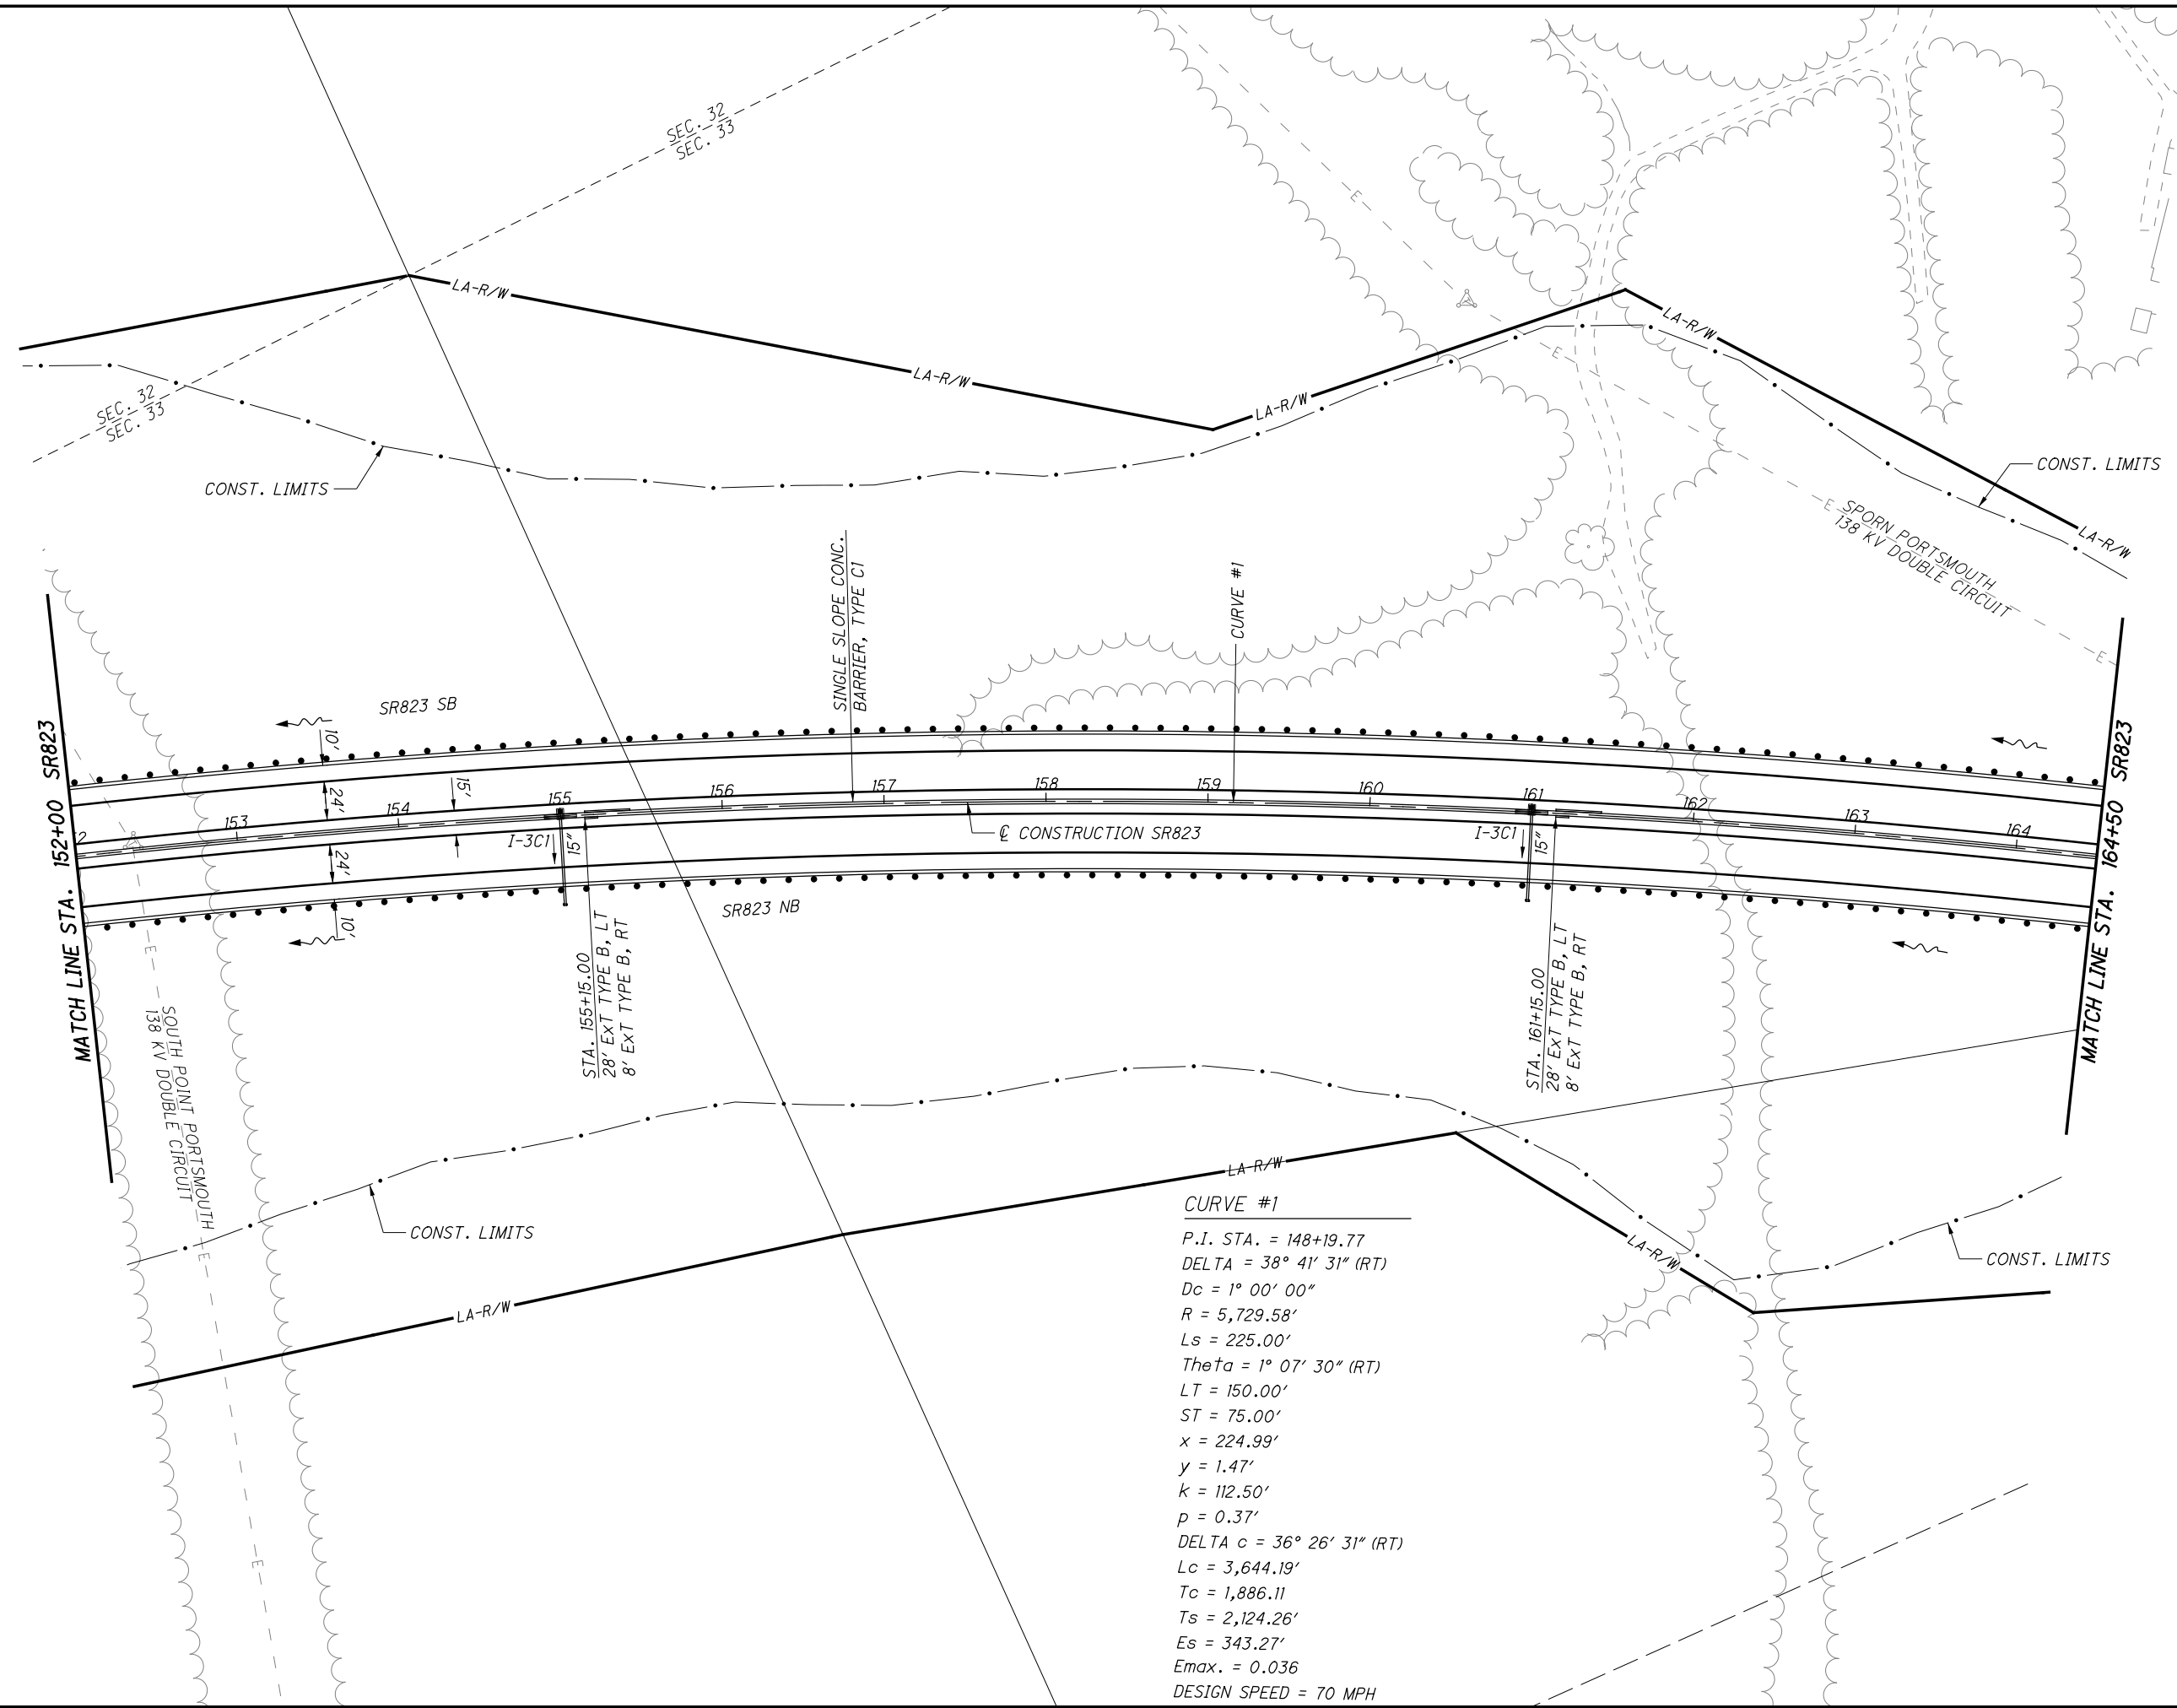 SEC. 32
SEC. 33
E
LA-R/W
LA-R/W
LA-R/W
LA-R/W
E
SEC. 32
SEC. 33
CONST. LIMITS
CONST. LIMITS
E
SPORN PORTSMOUTH
138 KV DOUBLE CIRCUIT
LA-R/W
E
SINGLE SLOPE CONC.
BARRIER, TYPE C1
CURVE #1
SR823 SB
10'
24'
15'
153
154
155
156
157
158
159
160
161
162
163
164
I-3C1
15"
℄ CONSTRUCTION SR823
I-3C1
15"
24'
10'
SR823 NB
MATCH LINE STA. 152+00 SR823
MATCH LINE STA. 164+50 SR823
E
STA. 155+15.00
28' ExT TYPE B, LT
8' ExT TYPE B, RT
STA. 161+15.00
28' ExT TYPE B, LT
8' ExT TYPE B, RT
SOUTH POINT PORTSMOUTH
138 KV DOUBLE CIRCUIT
E
CONST. LIMITS
LA-R/W
LA-R/W
LA-R/W
CONST. LIMITS
E
CURVE #1
P.I. STA. = 148+19.77
DELTA = 38° 41' 31" (RT)
Dc = 1° 00' 00"
R = 5,729.58'
Ls = 225.00'
Theta = 1° 07' 30" (RT)
LT = 150.00'
ST = 75.00'
x = 224.99'
y = 1.47'
k = 112.50'
p = 0.37'
DELTA c = 36° 26' 31" (RT)
Lc = 3,644.19'
Tc = 1,886.11
Ts = 2,124.26'
Es = 343.27'
Emax. = 0.036
DESIGN SPEED = 70 MPH